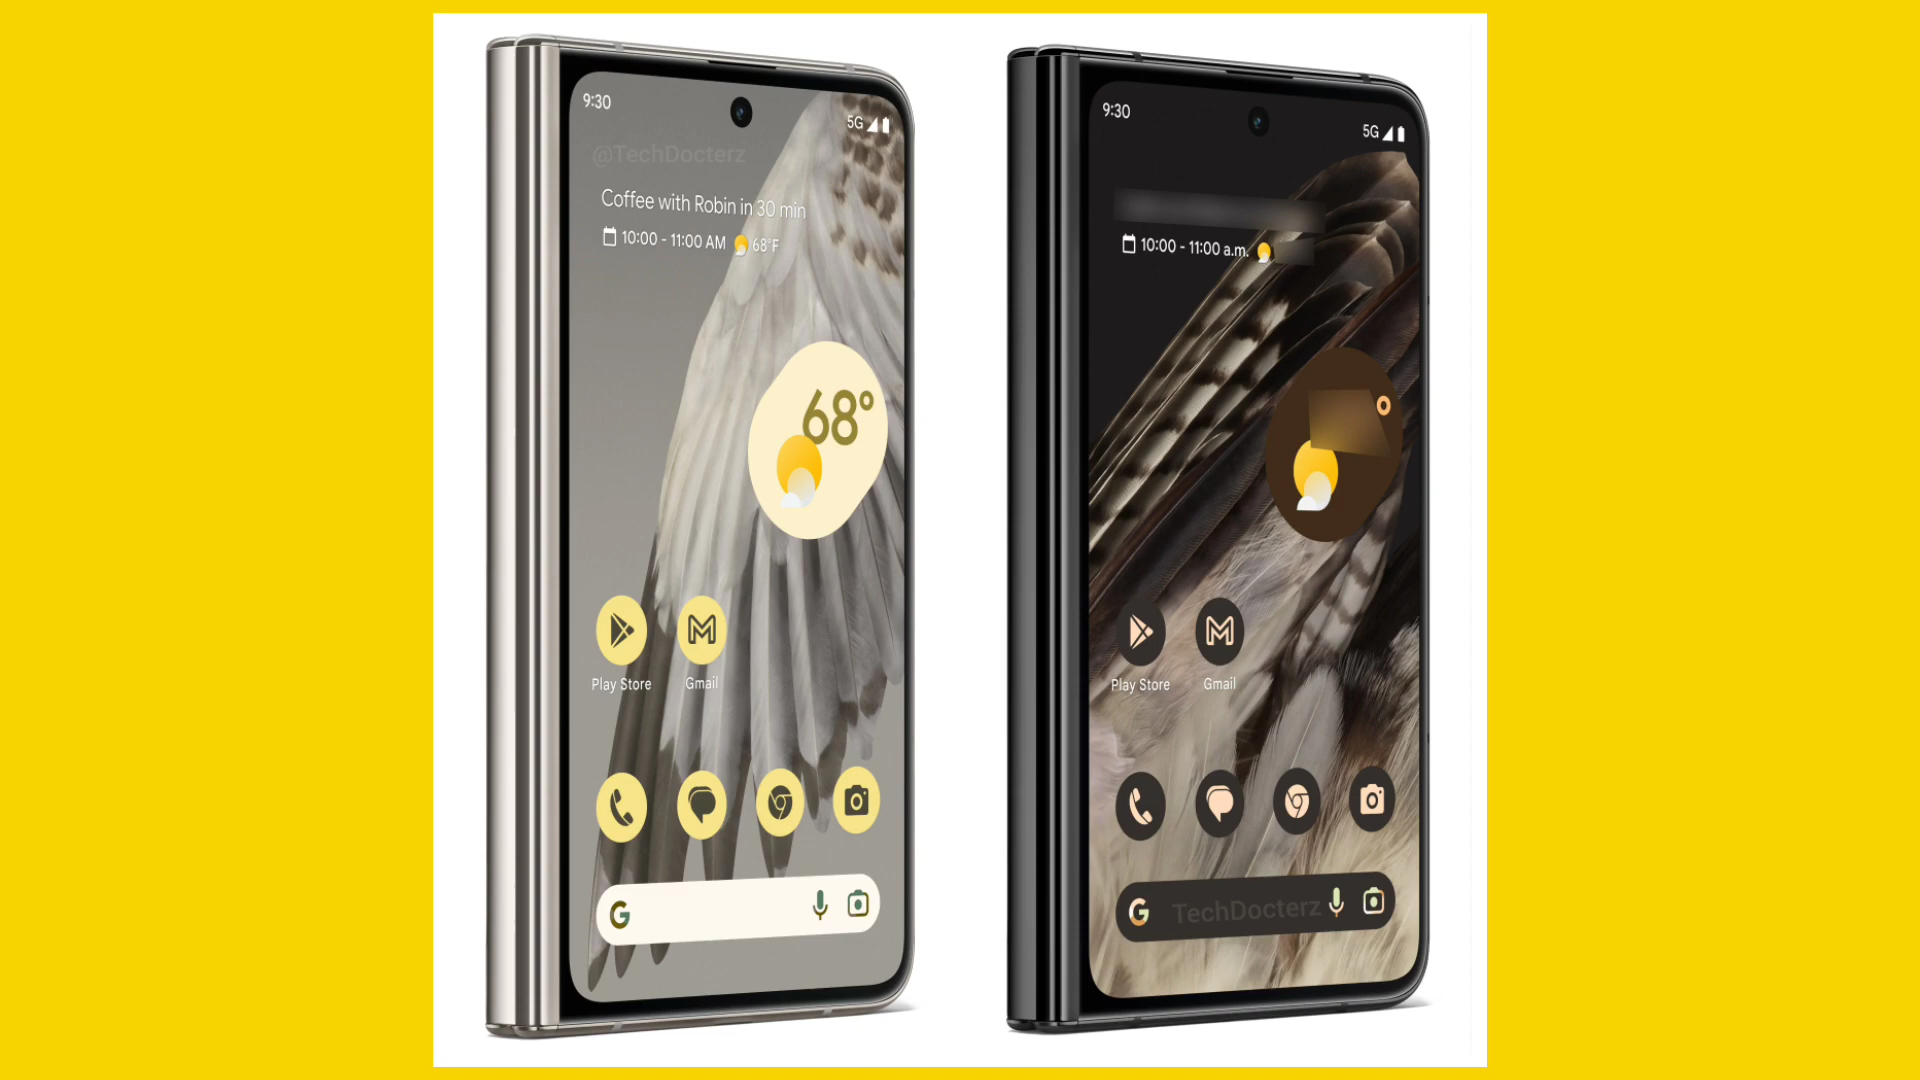 9:30
5G
@TechDocterz
Coffee with Robin in 30 min
10:00 - 11:00 AM 68°F
68°
Play Store Gmail
G
9:30
5G
10:00 - 11:00 a.m.
Play Store Gmail
G TechDocterz